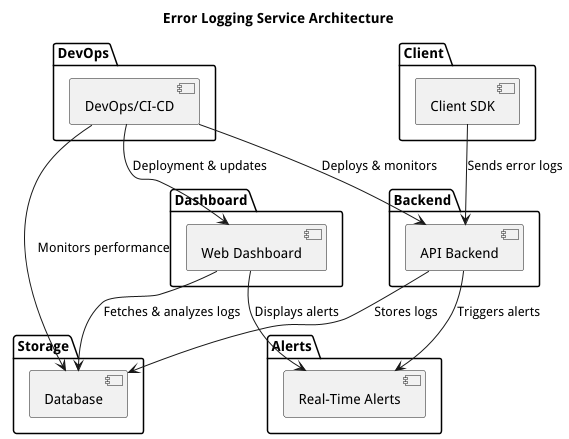 Error Logging Service Architecture
DevOps
Client
DevOps/CI-CD
Client SDK
Deployment & updates
Deploys & monitors
Sends error logs
Dashboard
Backend
Web Dashboard
API Backend
Monitors performance
Fetches & analyzes logs
Displays alerts
Stores logs
Triggers alerts
Storage
Alerts
Database
Real-Time Alerts